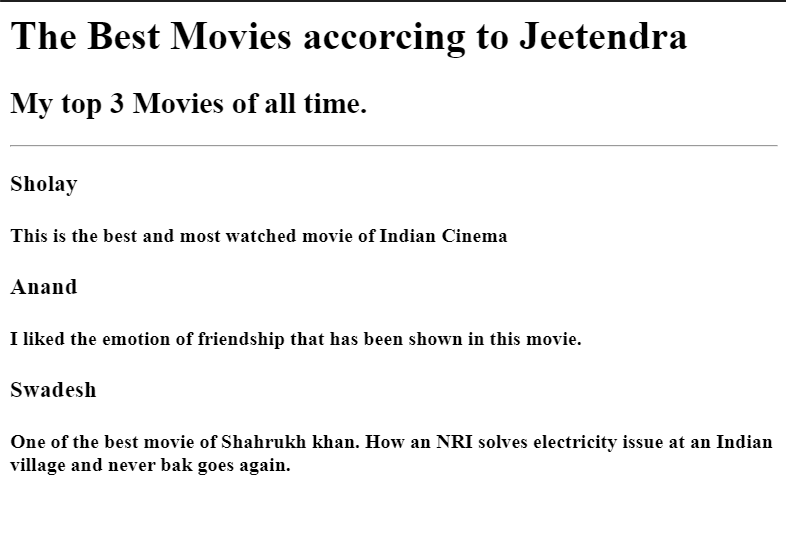 The Best Movies accorcing to Jeetendra
My top 3 Movies of all time.
Sholay
This is the best and most watched movie of Indian Cinema
Anand
I liked the emotion of friendship that has been shown in this movie.
Swadesh
One of the best movie of Shahrukh khan. How an NRI solves electricity issue at an Indian
village and never bak goes again.